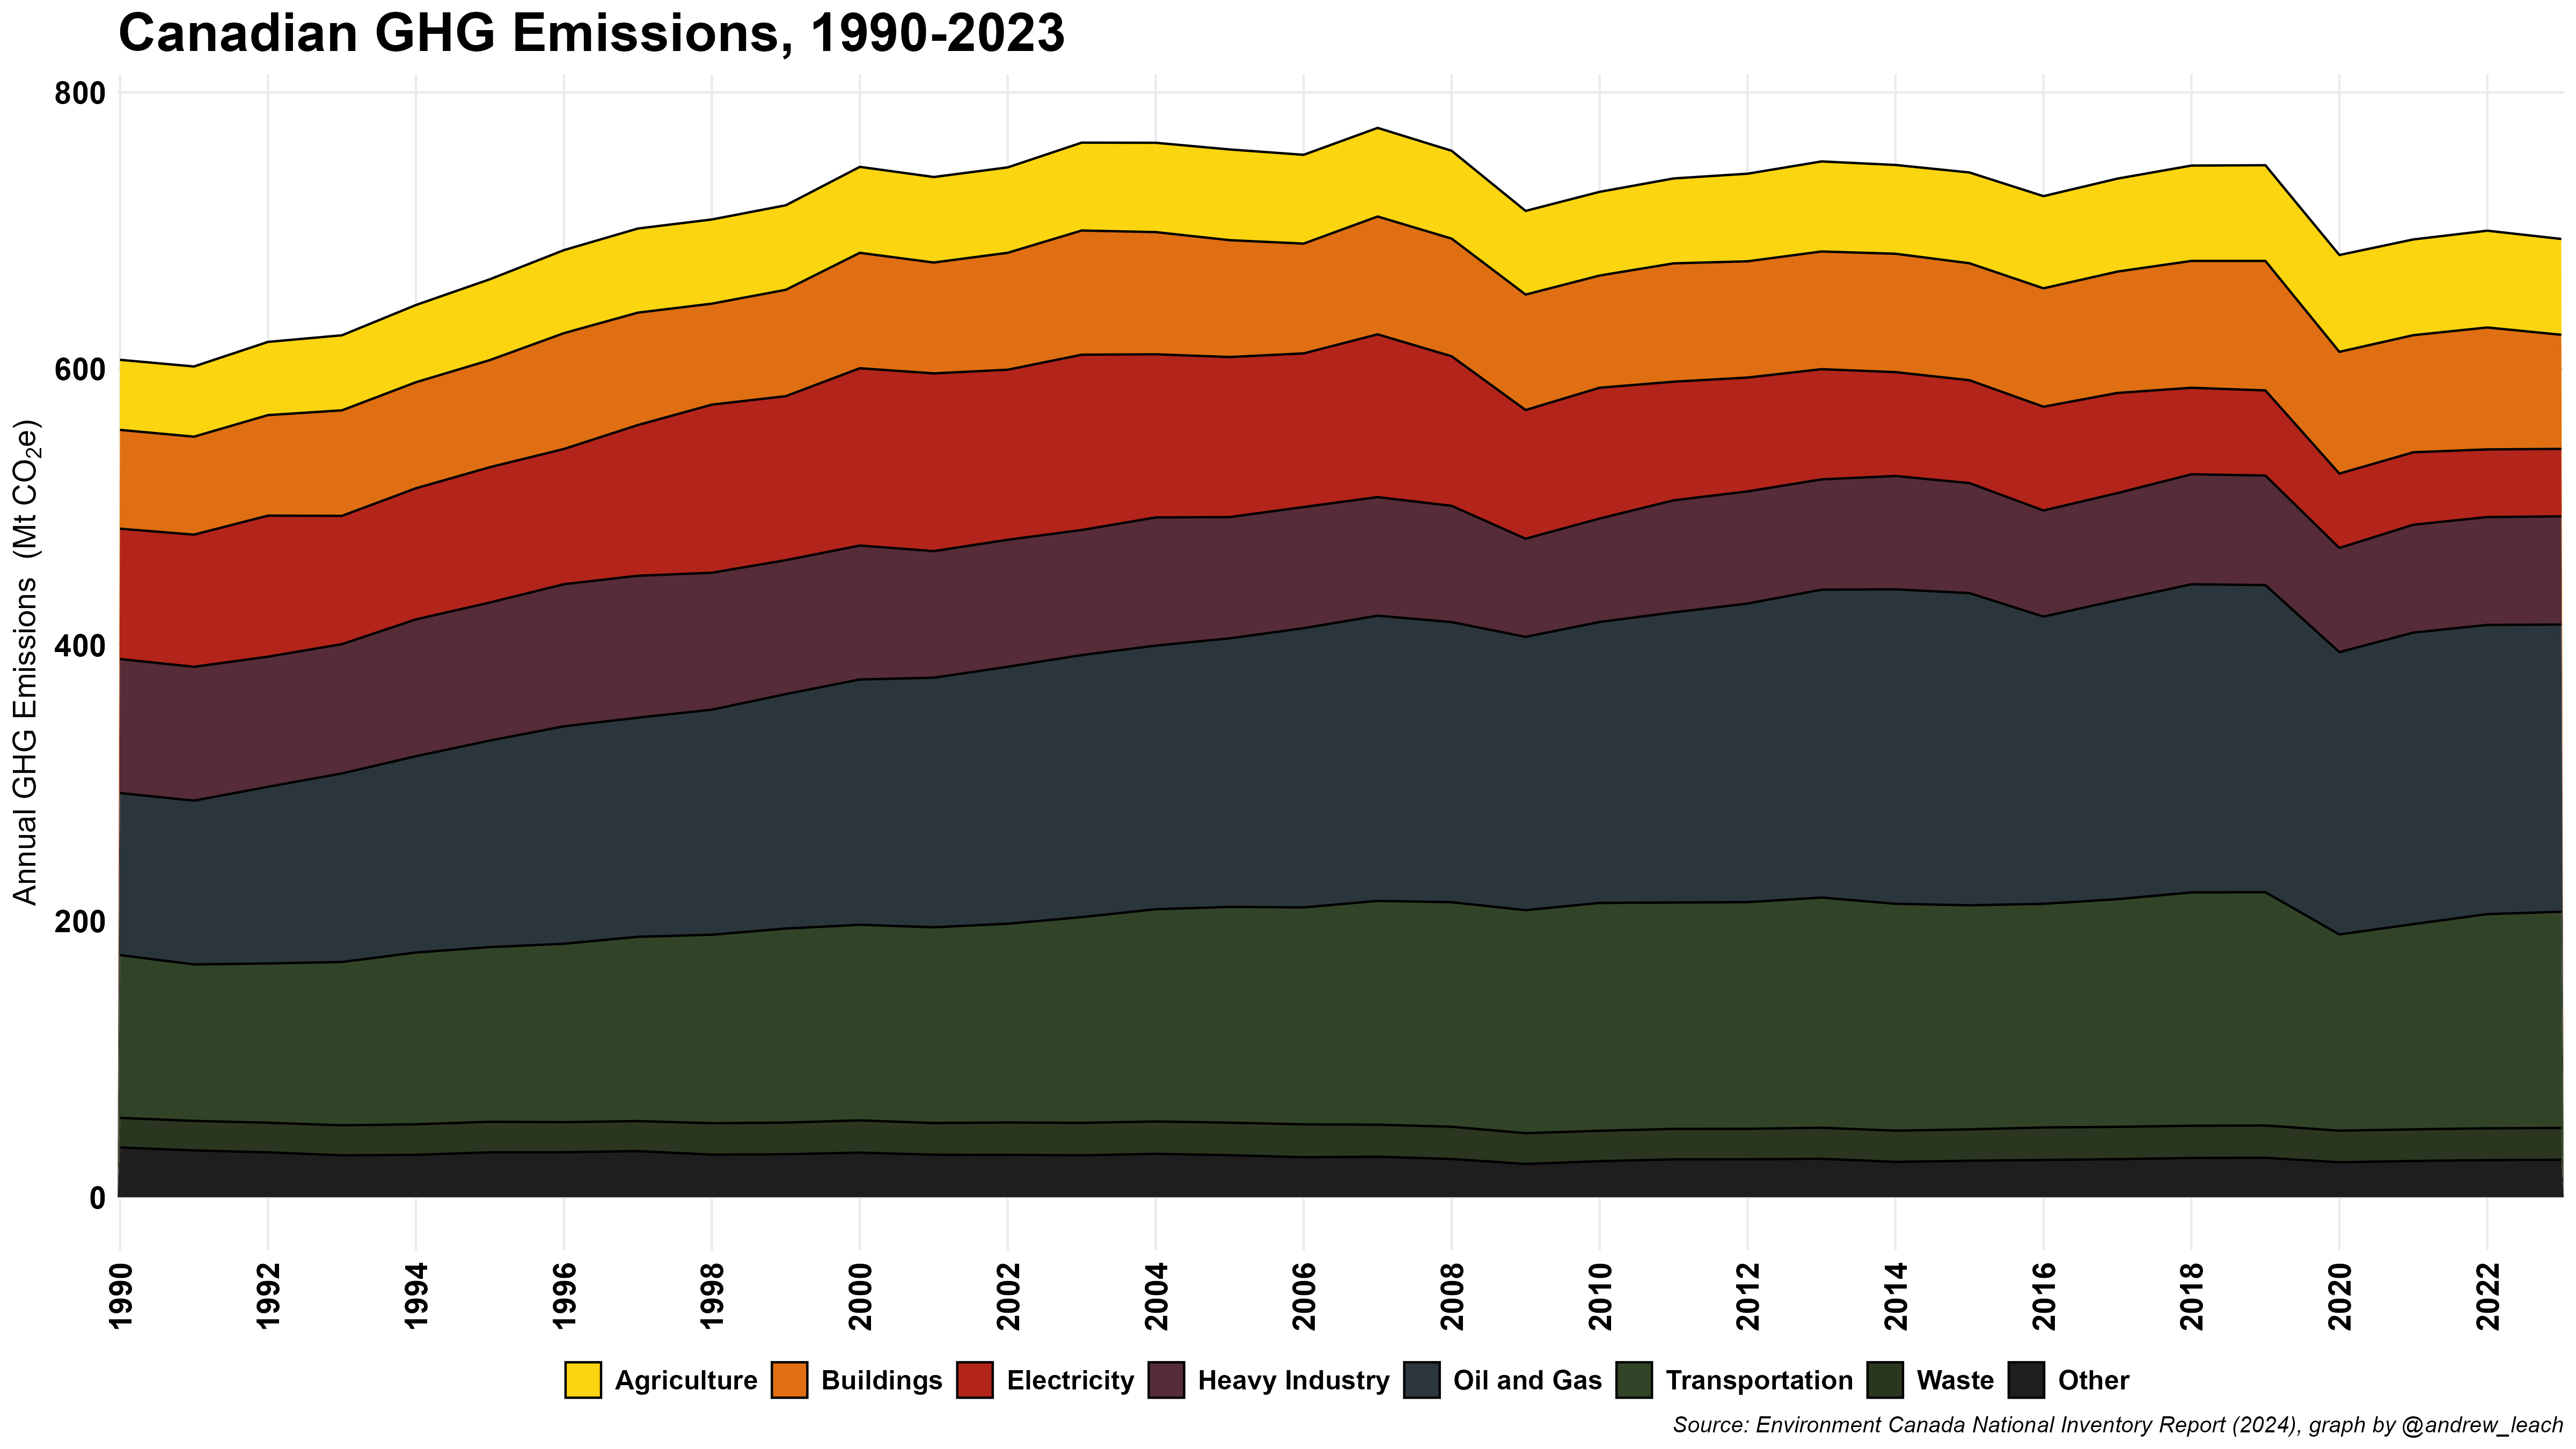 Canadian GHG Emissions, 1990-2023
Annual GHG Emissions  (Mt CO₂e)
800
600
400
200
0
1990 1992 1994 1996 1998 2000 2002 2004 2006 2008 2010 2012 2014 2016 2018 2020 2022
Agriculture Buildings Electricity Heavy Industry Oil and Gas Transportation Waste Other
Source: Environment Canada National Inventory Report (2024), graph by @andrew_leach